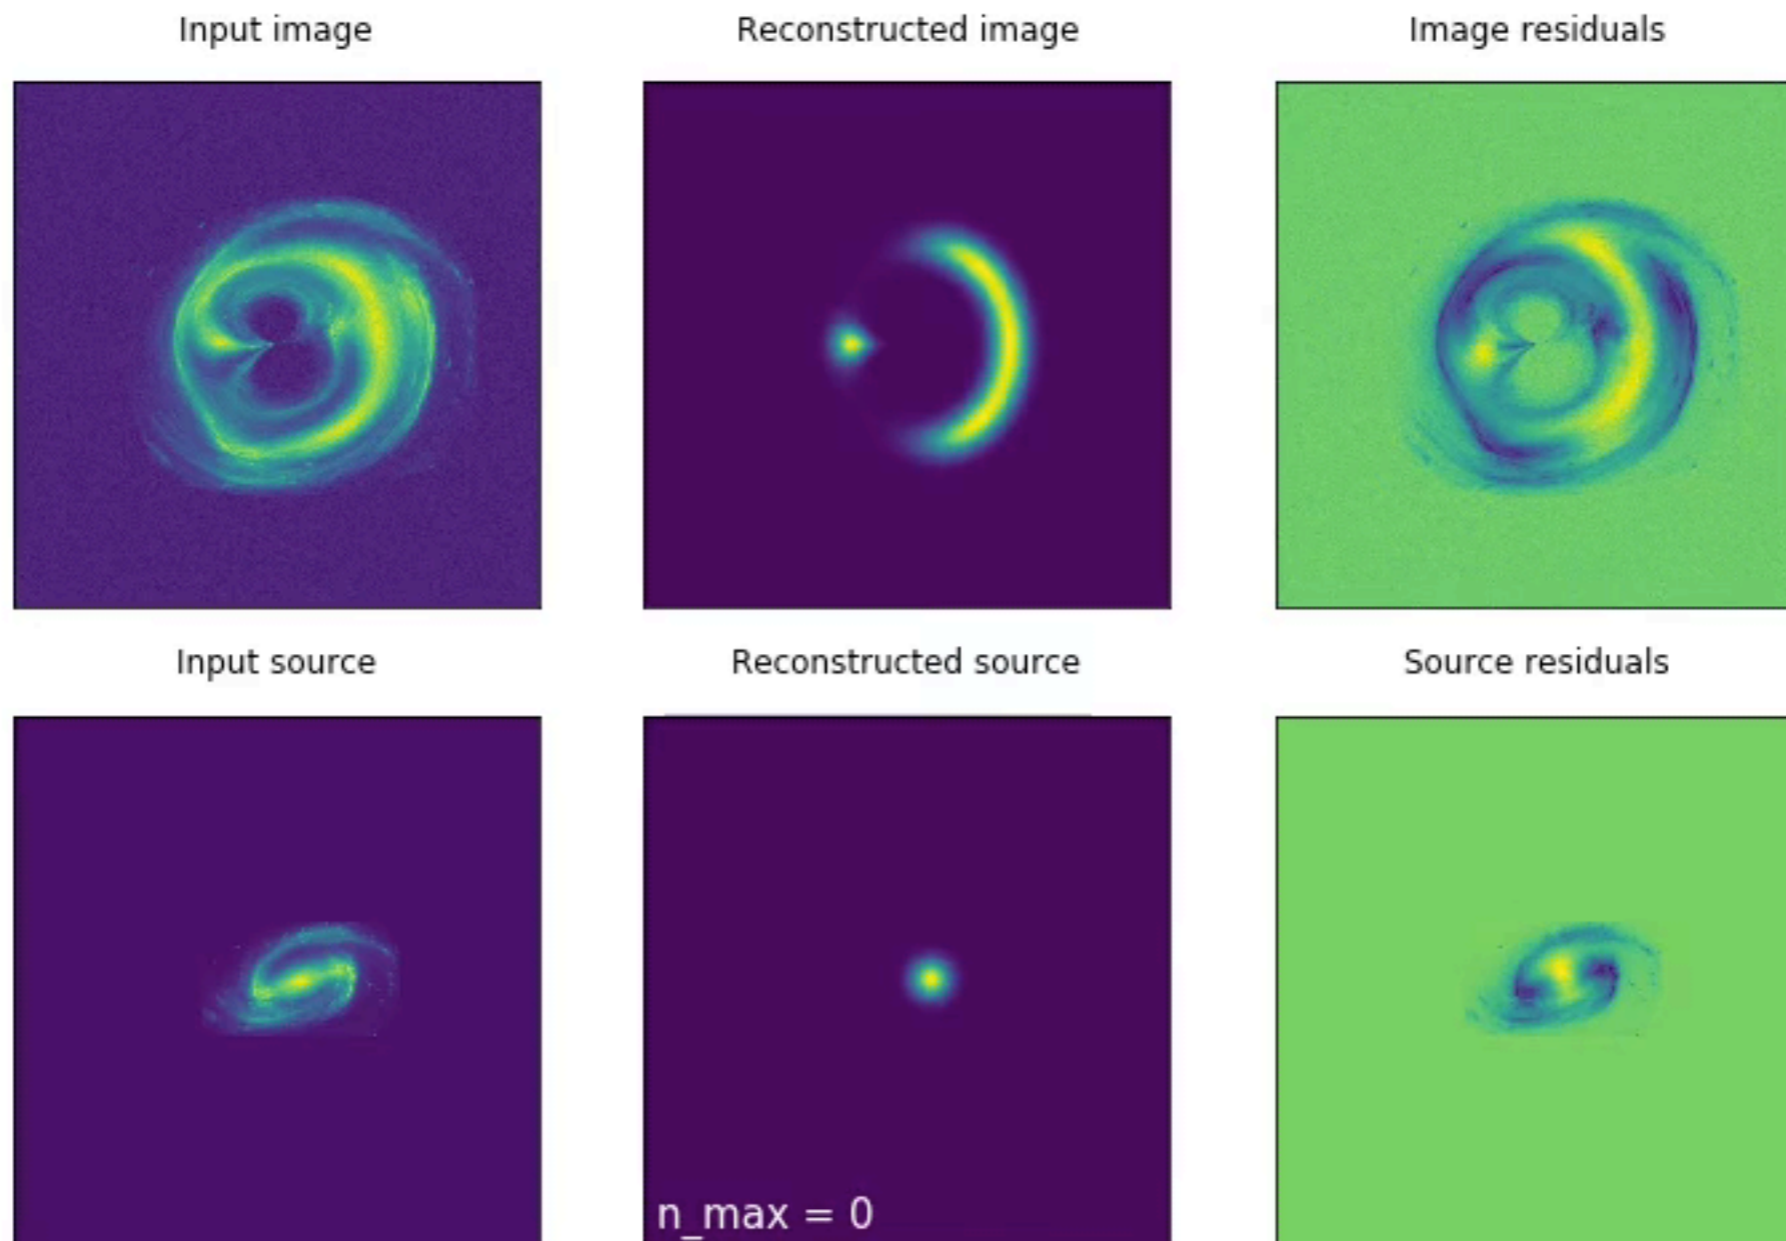 Input image
Reconstructed image
Image residuals
Input source
Reconstructed source
Source residuals
n_max = 0